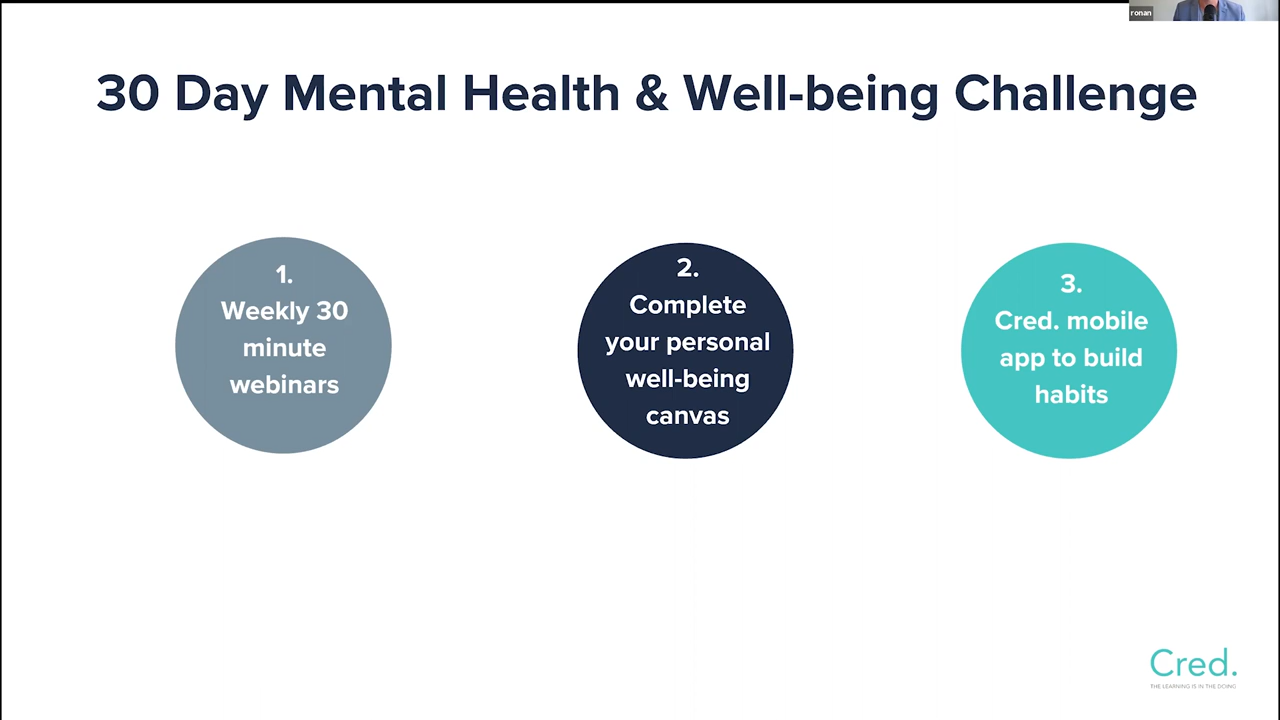 ronan
30 Day Mental Health & Well-being Challenge
1.
Weekly 30
minute
webinars
2.
Complete
your personal
well-being
canvas
3.
Cred. mobile
app to build
habits
Cred.
THE LEARNING IS IN THE DOING